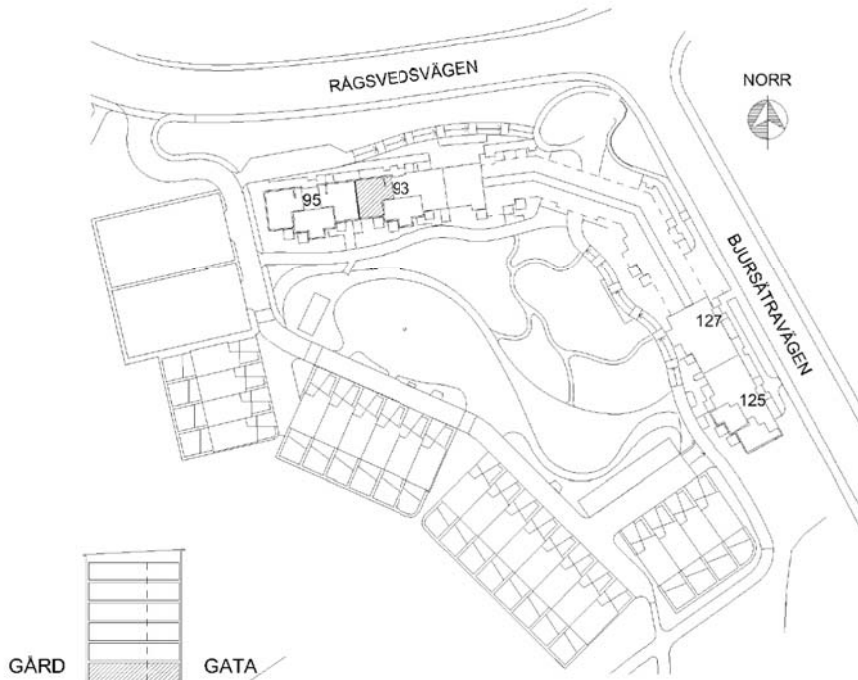 RÅGSVEDSVÄGEN
NORR
93
95
BJURSÄTRAVÄGEN
127
125
GÅRD GATA